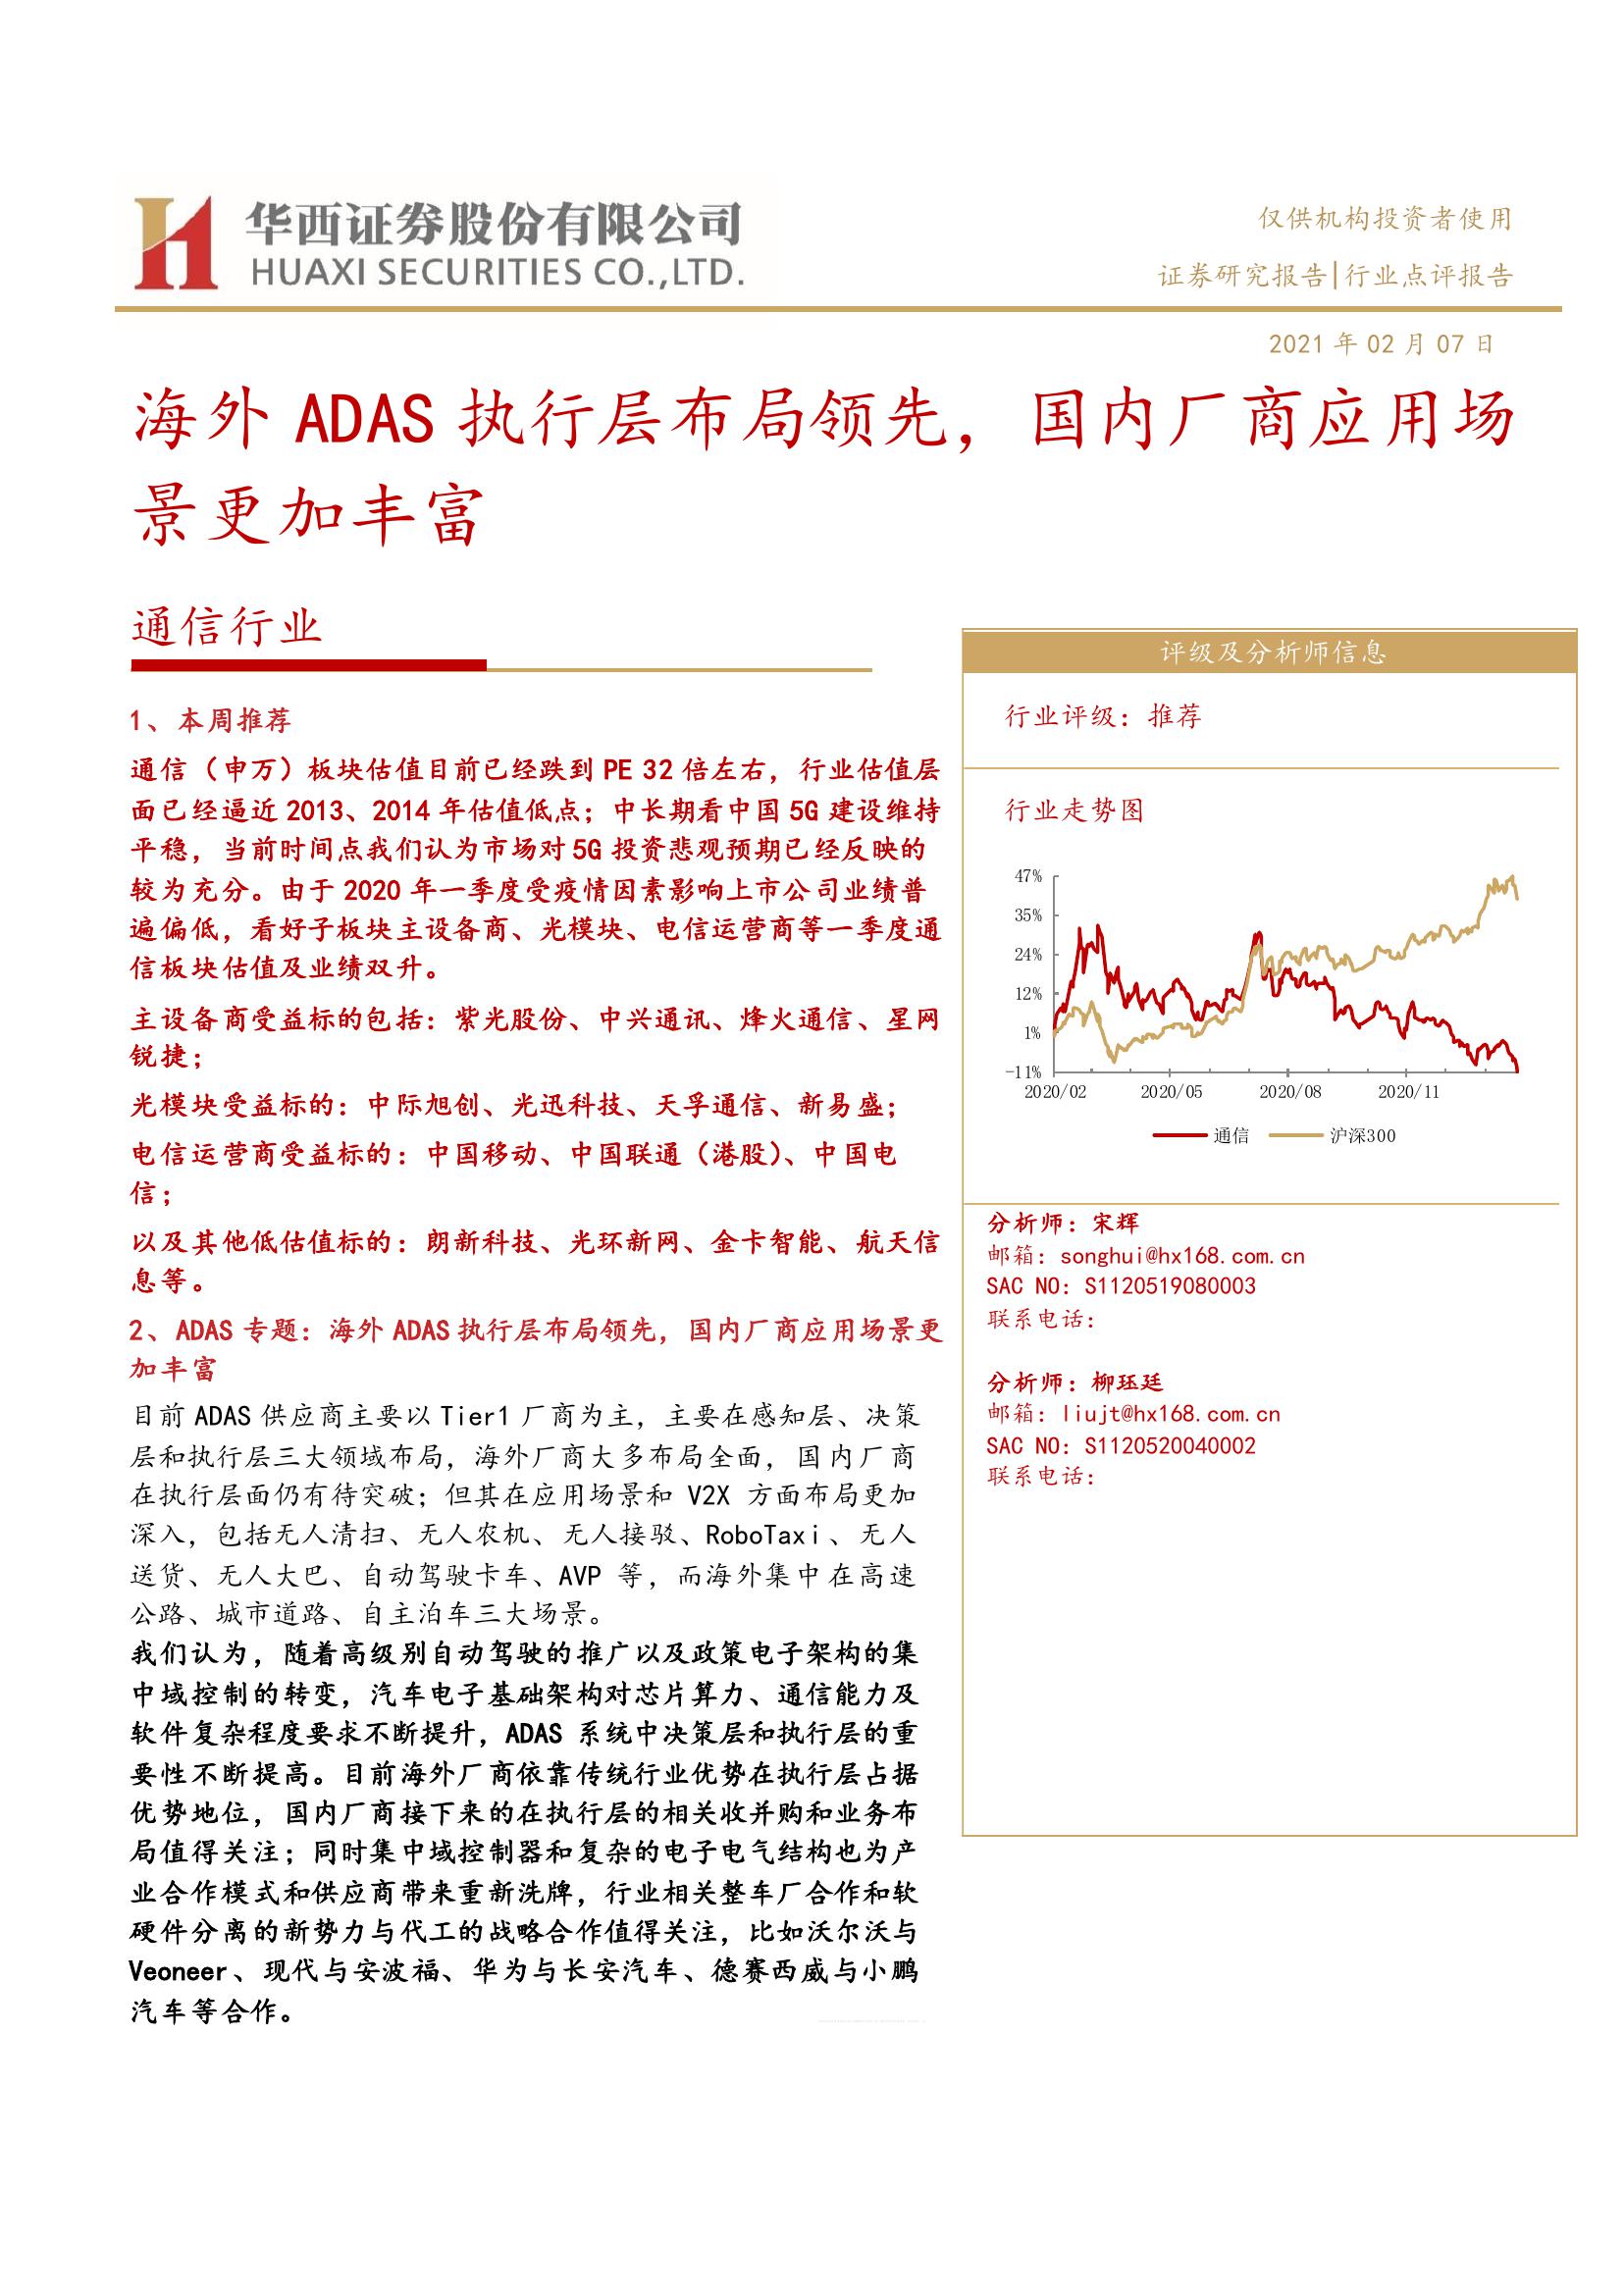 华西证券股份有限公司
HUAXI SECURITIES CO.,LTD.
仅供机构投资者使用
证券研究报告|行业点评报告
2021 年 02 月 07 日
海外 ADAS 执行层布局领先，国内厂商应用场
景更加丰富
通信行业
1、本周推荐
通信（申万）板块估值目前已经跌到 PE 32 倍左右，行业估值层
面已经逼近 2013、2014 年估值低点；中长期看中国 5G 建设维持
平稳，当前时间点我们认为市场对 5G 投资悲观预期已经反映的
较为充分。由于 2020 年一季度受疫情因素影响上市公司业绩普
遍偏低，看好子板块主设备商、光模块、电信运营商等一季度通
信板块估值及业绩双升。
主设备商受益标的包括：紫光股份、中兴通讯、烽火通信、星网
锐捷；
光模块受益标的：中际旭创、光迅科技、天孚通信、新易盛；
电信运营商受益标的：中国移动、中国联通（港股）、中国电
信；
以及其他低估值标的：朗新科技、光环新网、金卡智能、航天信
息等。
2、ADAS 专题：海外 ADAS 执行层布局领先，国内厂商应用场景更
加丰富
目前 ADAS 供应商主要以 Tier1 厂商为主，主要在感知层、决策
层和执行层三大领域布局，海外厂商大多布局全面，国内厂商
在执行层面仍有待突破；但其在应用场景和 V2X 方面布局更加
深入，包括无人清扫、无人农机、无人接驳、RoboTaxi、无人
送货、无人大巴、自动驾驶卡车、AVP 等，而海外集中在高速
公路、城市道路、自主泊车三大场景。
我们认为，随着高级别自动驾驶的推广以及政策电子架构的集
中域控制的转变，汽车电子基础架构对芯片算力、通信能力及
软件复杂程度要求不断提升，ADAS 系统中决策层和执行层的重
要性不断提高。目前海外厂商依靠传统行业优势在执行层占据
优势地位，国内厂商接下来的在执行层的相关收并购和业务布
局值得关注；同时集中域控制器和复杂的电子电气结构也为产
业合作模式和供应商带来重新洗牌，行业相关整车厂合作和软
硬件分离的新势力与代工的战略合作值得关注，比如沃尔沃与
Veoneer、现代与安波福、华为与长安汽车、德赛西威与小鹏
汽车等合作。
评级及分析师信息
行业评级：推荐
行业走势图
47%
35%
24%
12%
1%
-11%
2020/02 2020/05 2020/08 2020/11
通信 沪深300
分析师：宋辉
邮箱：songhui@hx168.com.cn
SAC NO：S1120519080003
联系电话：
分析师：柳珏廷
邮箱：liujt@hx168.com.cn
SAC NO：S1120520040002
联系电话：